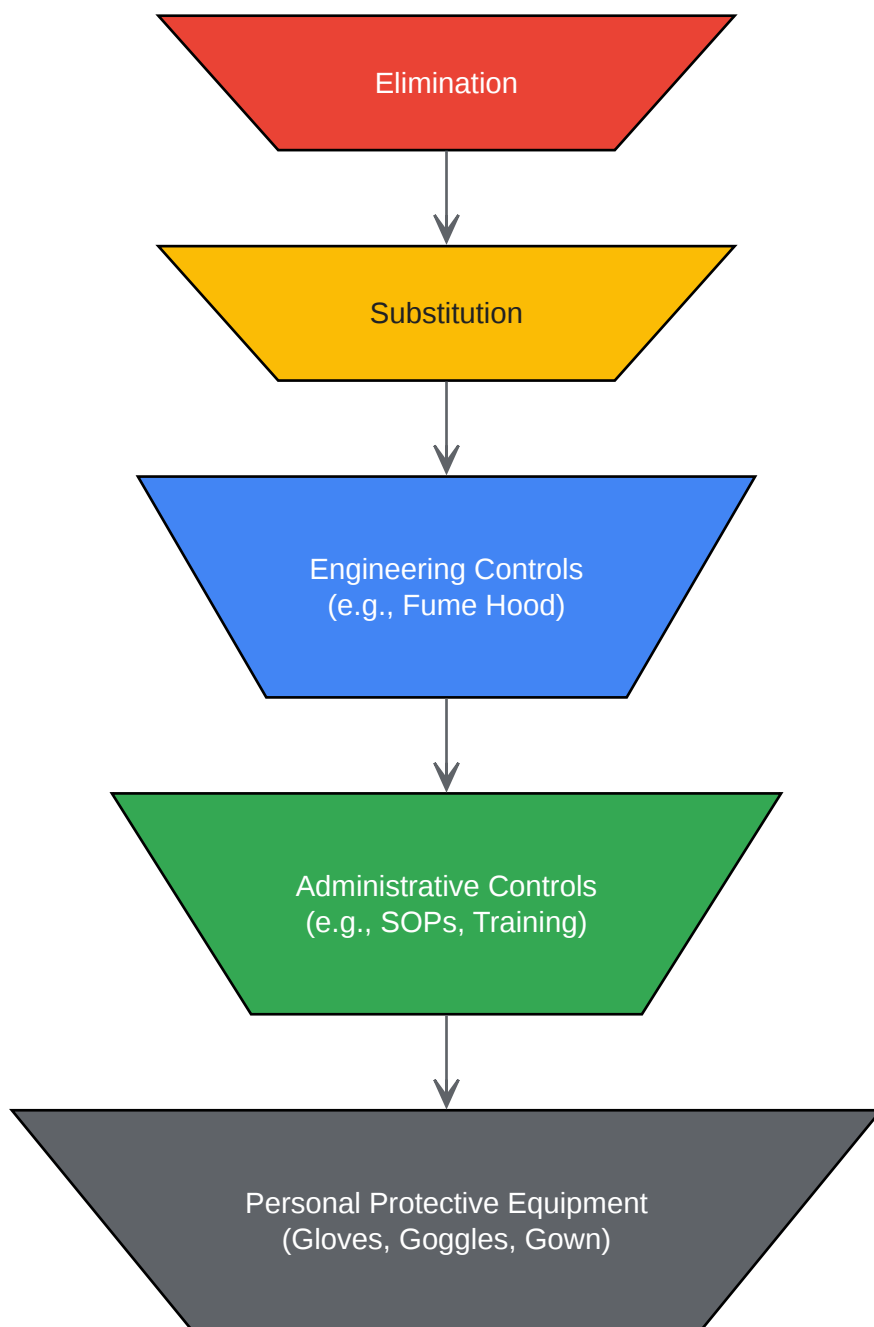 Elimination
Substitution
Engineering Controls
(e.g., Fume Hood)
Administrative Controls
(e.g., SOPs, Training)
Personal Protective Equipment
(Gloves, Goggles, Gown)